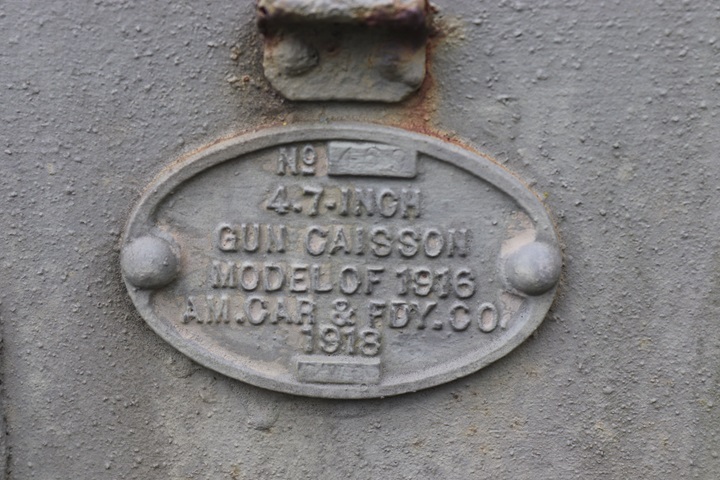 Nº
4.7-INCH
GUN CAISSON
MODEL OF 1916
AM.CAR & FDY.CO.
1918